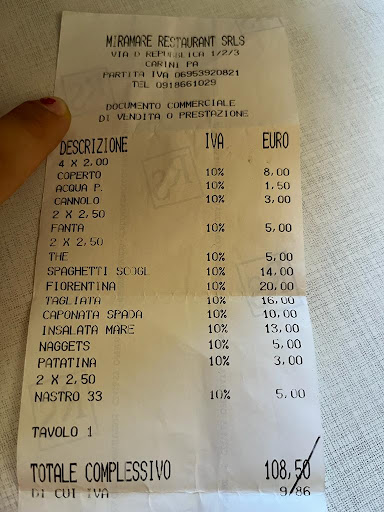 MIRAMARE RESTAURANT SRLS
VIA D REPUBBLICA 1/2/3
CARINI PA
PARTITA IVA 06953920821
TEL 0918661029
DOCUMENTO COMMERCIALE
DI VENDITA O PRESTAZIONE
DESCRIZIONE IVA EURO
4 X 2,00
COPERTO 10% 8,00
ACQUA P. 10% 1,50
CANNOLO 10% 3,00
2 X 2,50
FANTA 10% 5,00
2 X 2,50
THE 10% 5,00
SPAGHETTI SCOGL 10% 14,00
FIORENTINA 10% 20,00
TAGLIATA 10% 16,00
CAPONATA SPADA 10% 10,00
INSALATA MARE 10% 13,00
NAGGETS 10% 5,00
PATATINA 10% 3,00
2 X 2,50
NASTRO 33 10% 5,00
TAVOLO 1
TOTALE COMPLESSIVO 108,50
DI CUI IVA 9,86